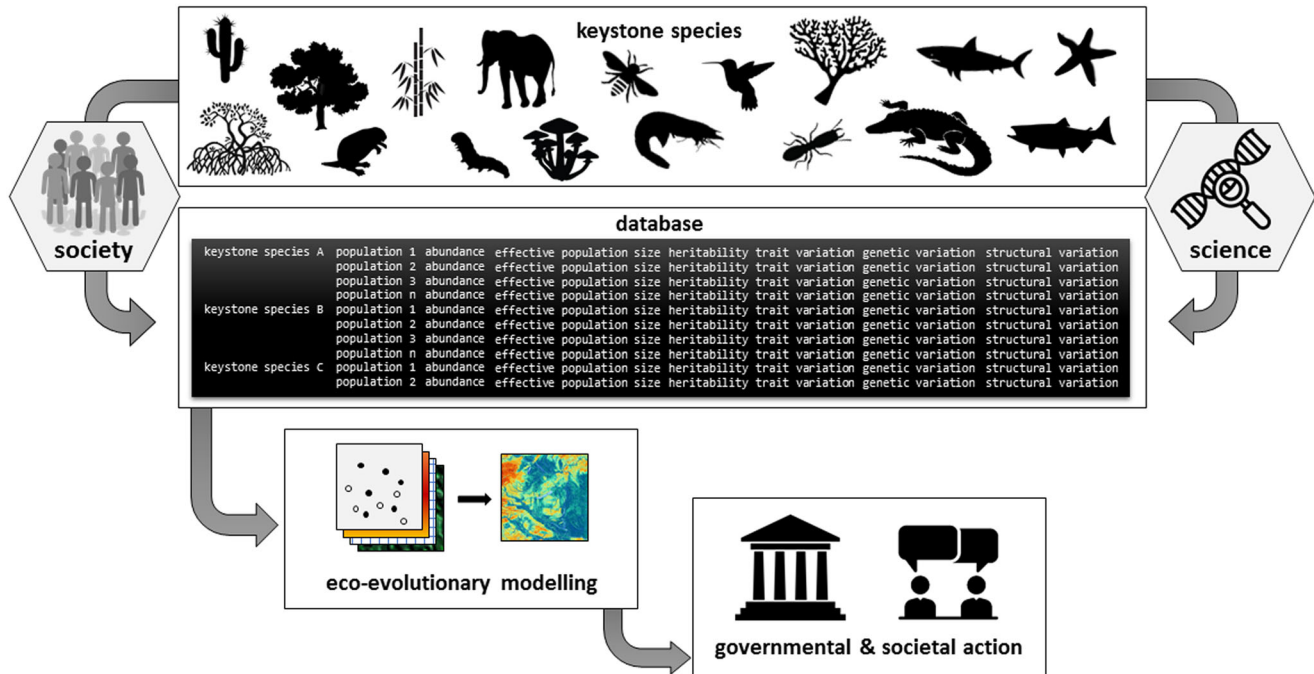 keystone species
society
science
database
keystone species A population 1 abundance effective population size heritability trait variation genetic variation structural variation
population 2 abundance effective population size heritability trait variation genetic variation structural variation
population 3 abundance effective population size heritability trait variation genetic variation structural variation
population n abundance effective population size heritability trait variation genetic variation structural variation
keystone species B population 1 abundance effective population size heritability trait variation genetic variation structural variation
population 2 abundance effective population size heritability trait variation genetic variation structural variation
population 3 abundance effective population size heritability trait variation genetic variation structural variation
population n abundance effective population size heritability trait variation genetic variation structural variation
keystone species C population 1 abundance effective population size heritability trait variation genetic variation structural variation
population 2 abundance effective population size heritability trait variation genetic variation structural variation
eco-evolutionary modelling
governmental & societal action